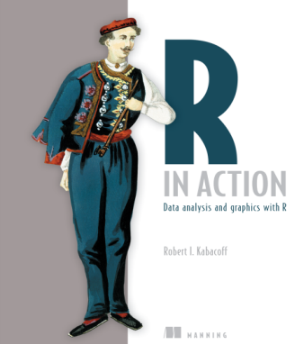 R
IN ACTION
Data analysis and graphics with R
Robert I. Kabacoff
MANNING